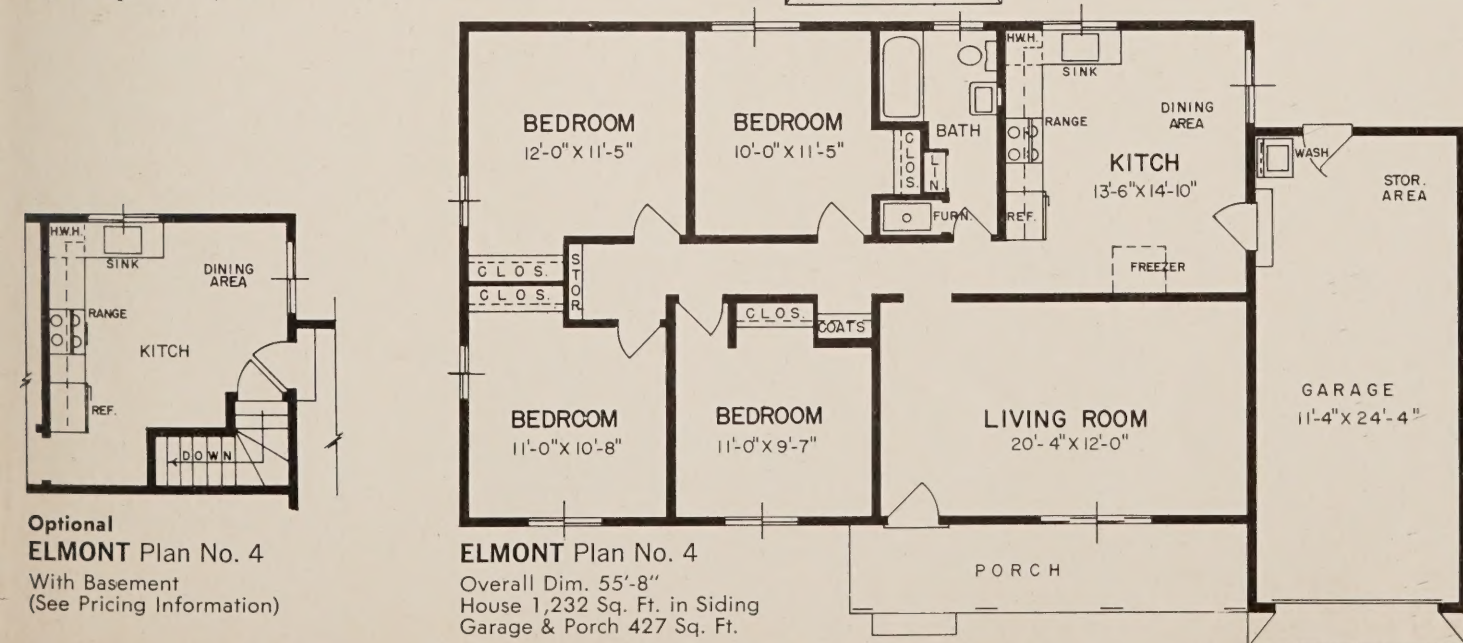 H.W.H.
SINK
DINING
AREA
RANGE
KITCH
REF.
DOWN
Optional
ELMONT Plan No. 4
With Basement
(See Pricing Information)
BEDROOM
12'-0" X 11'-5"
BEDROOM
10'-0" X 11'-5"
CLOS.
BATH
LIN.
FURN.
H.W.H.
SINK
RANGE
REF.
DINING
AREA
KITCH
13'-6" X 14'-10"
FREEZER
WASH
STOR.
AREA
CLOS.
CLOS.
STOR
CLOS.
COATS
BEDROOM
11'-0" X 10'-8"
BEDROOM
11'-0" X 9'-7"
LIVING ROOM
20'-4" X 12'-0"
GARAGE
11'-4" X 24'-4"
PORCH
ELMONT Plan No. 4
Overall Dim. 55'-8"
House 1,232 Sq. Ft. in Siding
Garage & Porch 427 Sq. Ft.